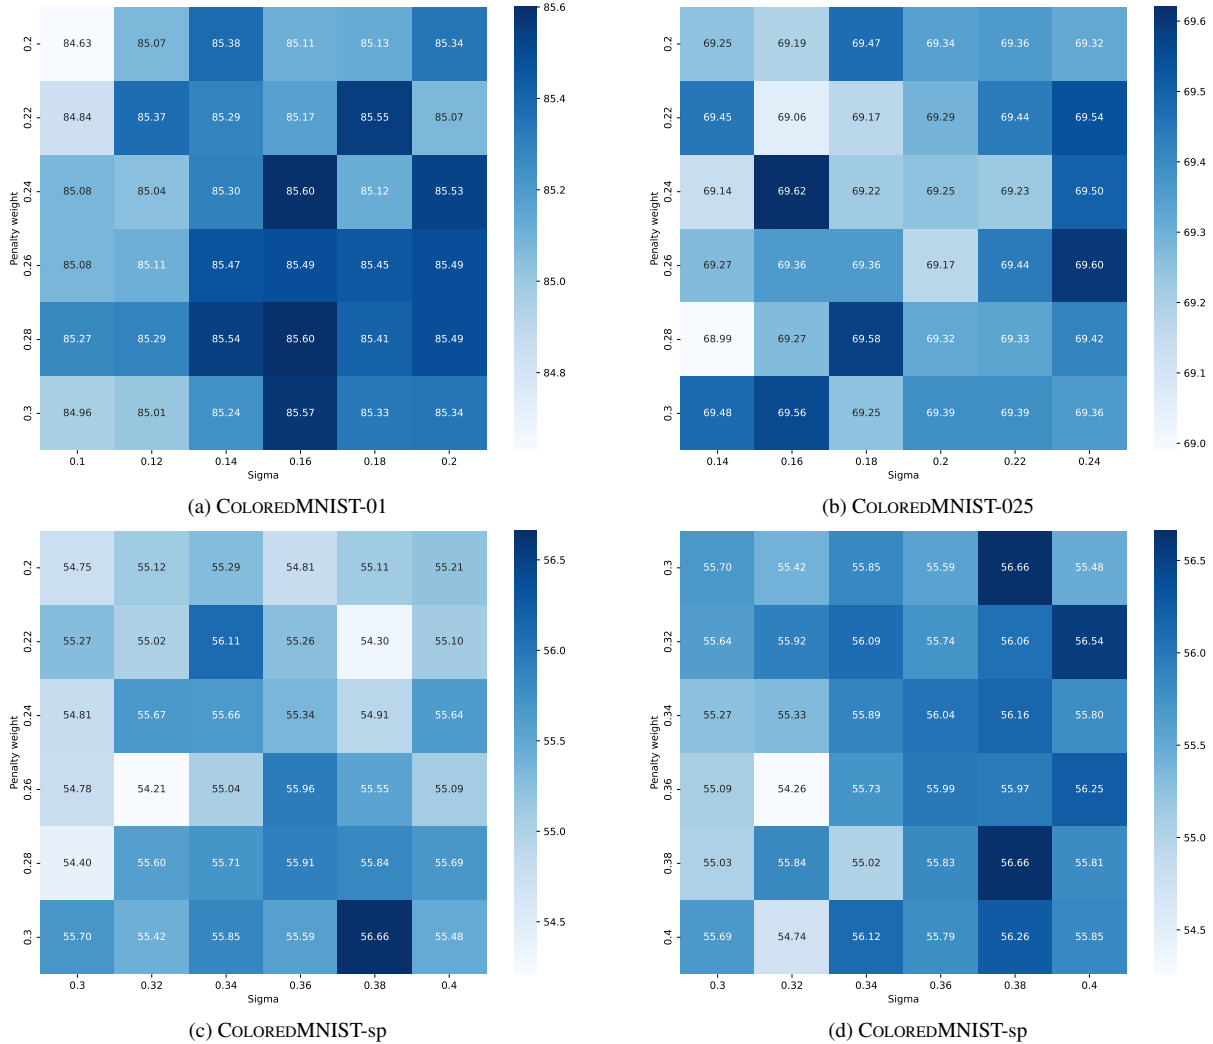 84.63 85.07 85.38 85.11 85.13 85.34
84.84 85.37 85.29 85.17 85.55 85.07
85.08 85.04 85.30 85.60 85.12 85.53
85.08 85.11 85.47 85.49 85.45 85.49
85.27 85.29 85.54 85.60 85.41 85.49
84.96 85.01 85.24 85.57 85.33 85.34
0.2 0.22 0.24 0.26 0.28 0.3
Penalty weight
0.1 0.12 0.14 0.16 0.18 0.2
Sigma
85.6
85.4
85.2
85.0
84.8
(a) COLOREDMNIST-01
69.25 69.19 69.47 69.34 69.36 69.32
69.45 69.06 69.17 69.29 69.44 69.54
69.14 69.62 69.22 69.25 69.23 69.50
69.27 69.36 69.36 69.17 69.44 69.60
68.99 69.27 69.58 69.32 69.33 69.42
69.48 69.56 69.25 69.39 69.39 69.36
0.2 0.22 0.24 0.26 0.28 0.3
Penalty weight
0.14 0.16 0.18 0.2 0.22 0.24
Sigma
69.6
69.5
69.4
69.3
69.2
69.1
69.0
(b) COLOREDMNIST-025
54.75 55.12 55.29 54.81 55.11 55.21
55.27 55.02 56.11 55.26 54.30 55.10
54.81 55.67 55.66 55.34 54.91 55.64
54.78 54.21 55.04 55.96 55.55 55.09
54.40 55.60 55.71 55.91 55.84 55.69
55.70 55.42 55.85 55.59 56.66 55.48
0.2 0.22 0.24 0.26 0.28 0.3
Penalty weight
0.3 0.32 0.34 0.36 0.38 0.4
Sigma
56.5
56.0
55.5
55.0
54.5
(c) COLOREDMNIST-sp
55.70 55.42 55.85 55.59 56.66 55.48
55.64 55.92 56.09 55.74 56.06 56.54
55.27 55.33 55.89 56.04 56.16 55.80
55.09 54.26 55.73 55.99 55.97 56.25
55.03 55.84 55.02 55.83 56.66 55.81
55.69 54.74 56.12 55.79 56.26 55.85
0.3 0.32 0.34 0.36 0.38 0.4
Penalty weight
0.3 0.32 0.34 0.36 0.38 0.4
Sigma
56.5
56.0
55.5
55.0
54.5
(d) COLOREDMNIST-sp